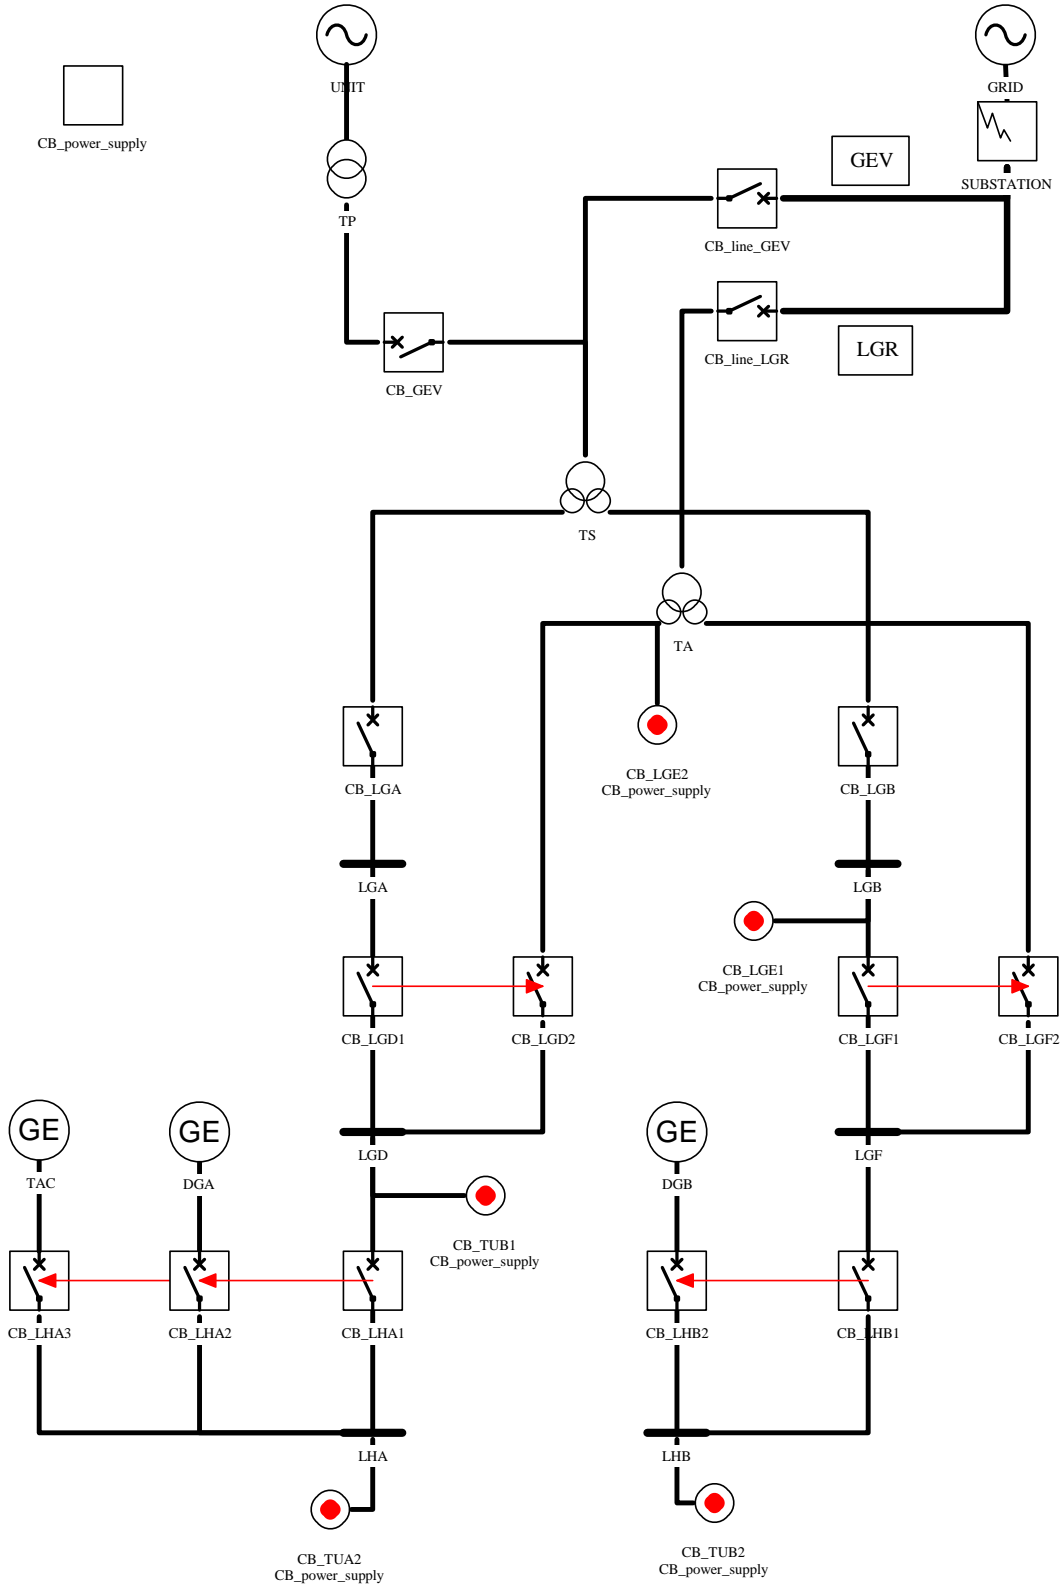 UNIT
GRID
CB_power_supply
GEV
SUBSTATION
TP
CB_line_GEV
LGR
CB_line_LGR
CB_GEV
TS
TA
CB_LGE2
CB_power_supply
CB_LGA
CB_LGB
LGA
LGB
CB_LGE1
CB_power_supply
CB_LGD1
CB_LGD2
CB_LGF1
CB_LGF2
GE
GE
GE
LGD
LGF
TAC
DGA
DGB
CB_TUB1
CB_power_supply
CB_LHA3
CB_LHA2
CB_LHA1
CB_LHB2
CB_LHB1
LHA
LHB
CB_TUA2
CB_power_supply
CB_TUB2
CB_power_supply